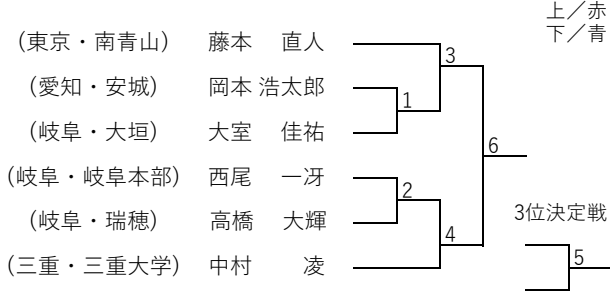 上／赤
下／青
(東京・南青山) 藤本 直人
3
(愛知・安城) 岡本 浩太郎
1
(岐阜・大垣) 大室 佳祐
6
(岐阜・岐阜本部) 西尾 一冴
2
(岐阜・瑞穂) 高橋 大輝
3位決定戦
4
(三重・三重大学) 中村 凌
5